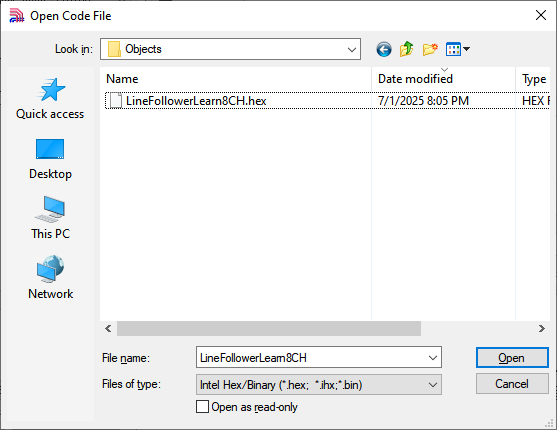 Open Code File
Look in: Objects
Name Date modified Type
LineFollowerLearn8CH.hex 7/1/2025 8:05 PM HEX F
Quick access
Desktop
This PC
Network
File name: LineFollowerLearn8CH Open
Files of type: Intel Hex/Binary (*.hex; *.ihx;*.bin) Cancel
Open as read-only